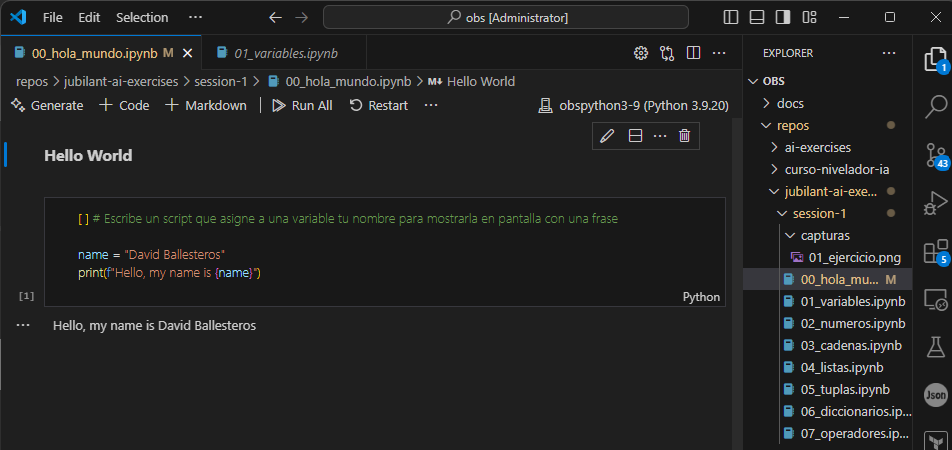 File Edit Selection ··· obs [Administrator]
00_hola_mundo.ipynb M 01_variables.ipynb
repos > jubilant-ai-exercises > session-1 > 00_hola_mundo.ipynb > M↓ Hello World
Generate + Code + Markdown Run All Restart ··· obspython3-9 (Python 3.9.20)
Hello World
[ ] # Escribe un script que asigne a una variable tu nombre para mostrarla en pantalla con una frase
name = "David Ballesteros"
print(f"Hello, my name is {name}")
[1]
Python
Hello, my name is David Ballesteros
EXPLORER
OBS
docs
repos
ai-exercises
curso-nivelador-ia
jubilant-ai-exe...
session-1
capturas
01_ejercicio.png
00_hola_mu... M
01_variables.ipynb
02_numeros.ipynb
03_cadenas.ipynb
04_listas.ipynb
05_tuplas.ipynb
06_diccionarios.ip...
07_operadores.ip...
1
43
5
Json